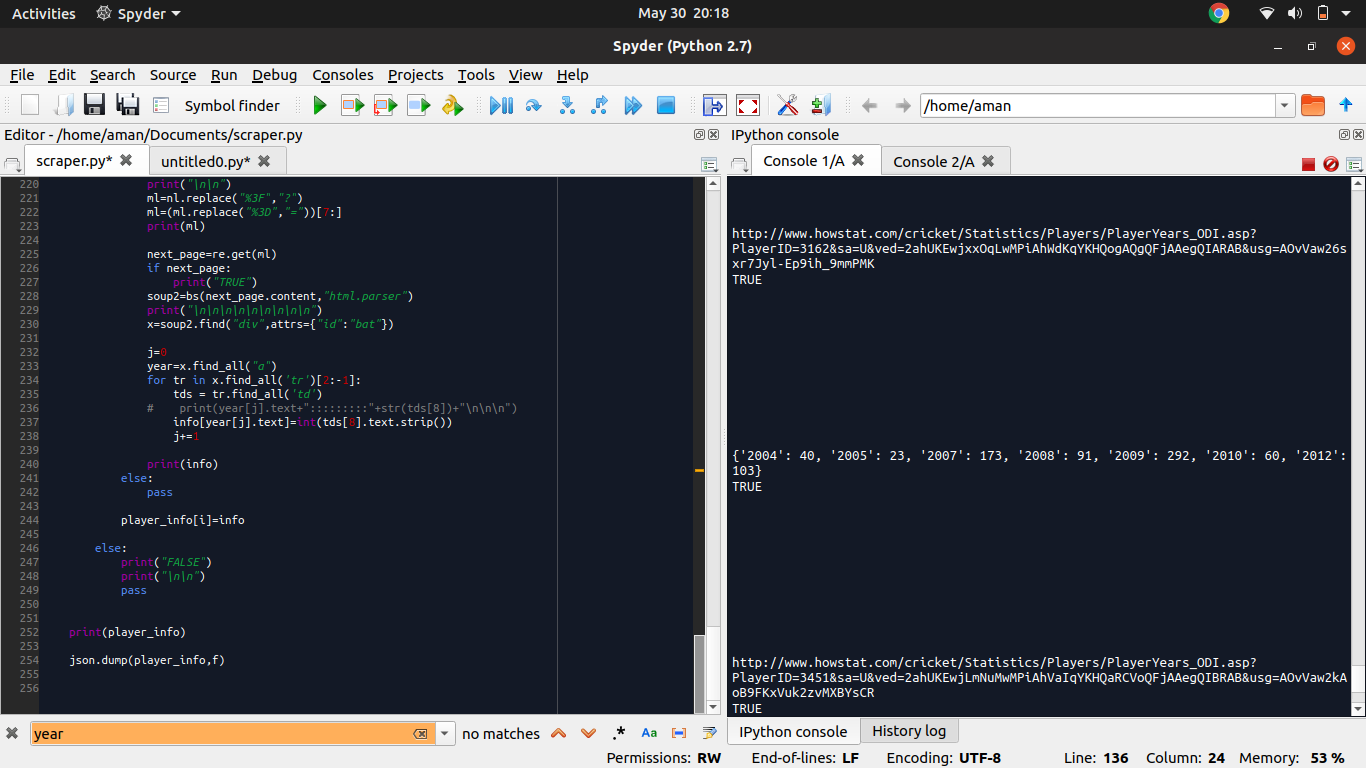 Activities Spyder May 30 20:18
Spyder (Python 2.7)
File Edit Search Source Run Debug Consoles Projects Tools View Help
Symbol finder /home/aman
Editor - /home/aman/Documents/scraper.py
scraper.py* untitled0.py*
220 print("\n\n")
221 ml=nl.replace("%3F","?")
222 ml=(ml.replace("%3D","="))[7:]
223 print(ml)
224
225 next_page=re.get(ml)
226 if next_page:
227 print("TRUE")
228 soup2=bs(next_page.content,"html.parser")
229 print("\n\n\n\n\n\n\n\n\n")
230 x=soup2.find("div",attrs={"id":"bat"})
231
232 j=0
233 year=x.find_all("a")
234 for tr in x.find_all('tr')[2:-1]:
235 tds = tr.find_all('td')
236 # print(year[j].text+":::::::::"+str(tds[8])+"\n\n\n")
237 info[year[j].text]=int(tds[8].text.strip())
238 j+=1
239
240 print(info)
241 else:
242 pass
243
244 player_info[i]=info
245
246 else:
247 print("FALSE")
248 print("\n\n")
249 pass
250
251
252 print(player_info)
253
254 json.dump(player_info,f)
255
256
year no matches .* Aa
IPython console
Console 1/A Console 2/A
http://www.howstat.com/cricket/Statistics/Players/PlayerYears_ODI.asp?
PlayerID=3162&sa=U&ved=2ahUKEwjxxOqLwMPiAhWdKqYKHQogAQgQFjAAegQIARAB&usg=AOvVaw26s
xr7Jyl-Ep9ih_9mmPMK
TRUE
{'2004': 40, '2005': 23, '2007': 173, '2008': 91, '2009': 292, '2010': 60, '2012':
103}
TRUE
http://www.howstat.com/cricket/Statistics/Players/PlayerYears_ODI.asp?
PlayerID=3451&sa=U&ved=2ahUKEwjLmNuMwMPiAhVaIqYKHQaRCVoQFjAAegQIBRAB&usg=AOvVaw2kA
oB9FKxVuk2zvMXBYsCR
TRUE
IPython console History log
Permissions: RW End-of-lines: LF Encoding: UTF-8 Line: 136 Column: 24 Memory: 53 %